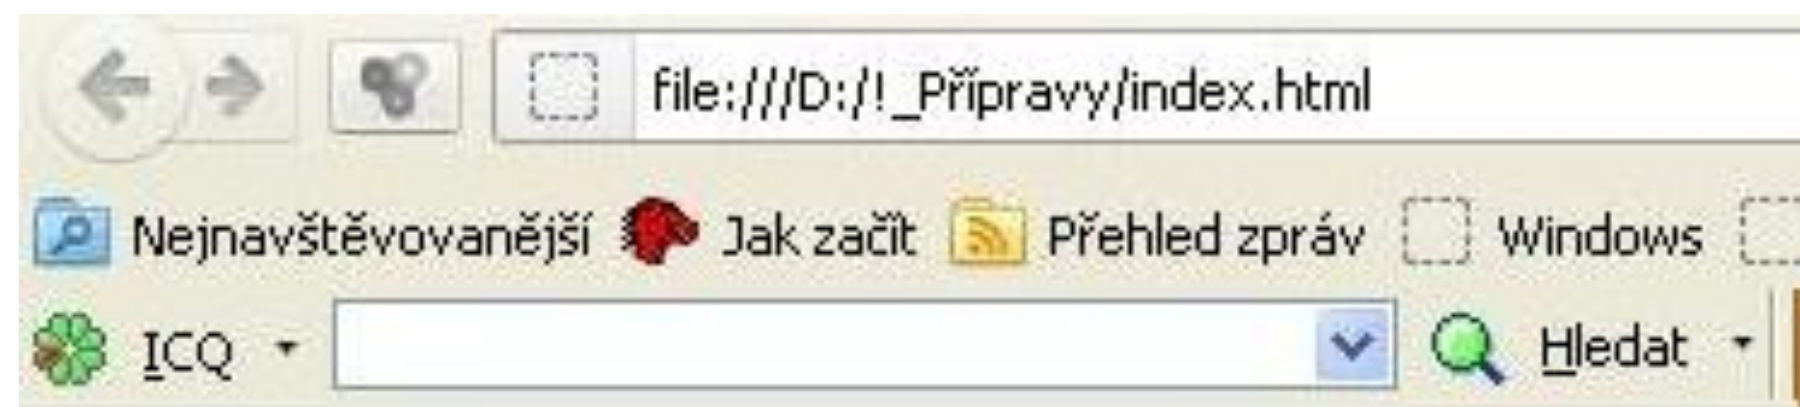 file:///D:/!_Přípravy/index.html
Nejnavštěvovanější Jak začít Přehled zpráv Windows
ICQ Hledat